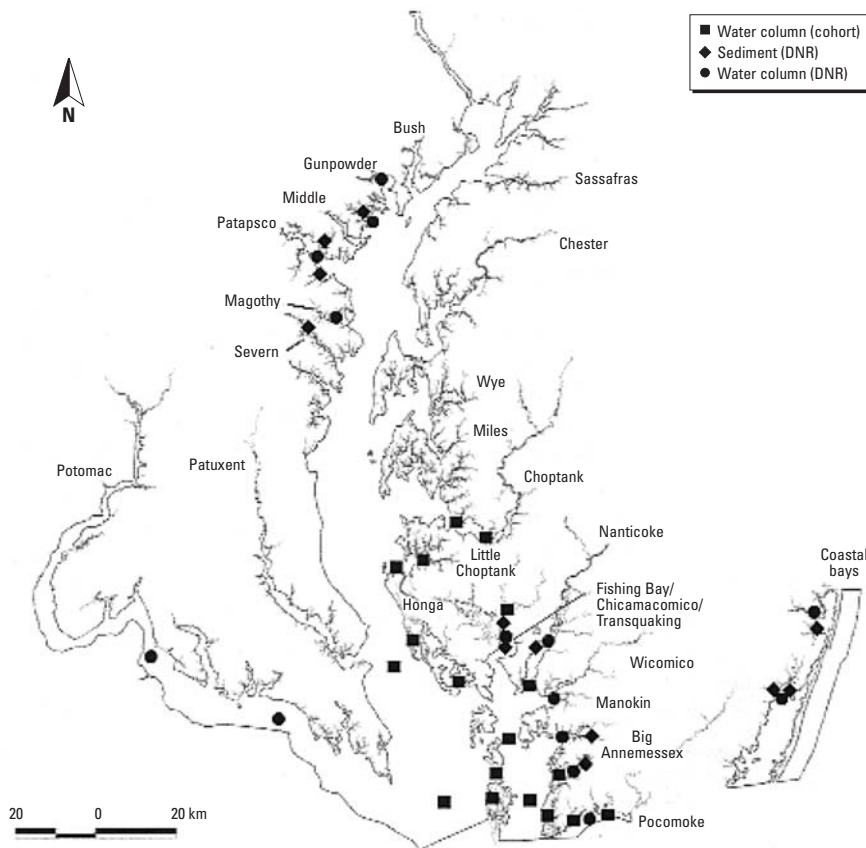 Water column (cohort)
Sediment (DNR)
Water column (DNR)
N
Bush
Gunpowder
Sassafras
Middle
Patapsco
Chester
Magothy
Severn
Wye
Miles
Potomac
Patuxent
Choptank
Nanticoke
Little
Choptank
Coastal
bays
Fishing Bay/
Chicamacomico/
Transquaking
Honga
Wicomico
Manokin
Big
Annemessex
20 0 20 km
Pocomoke